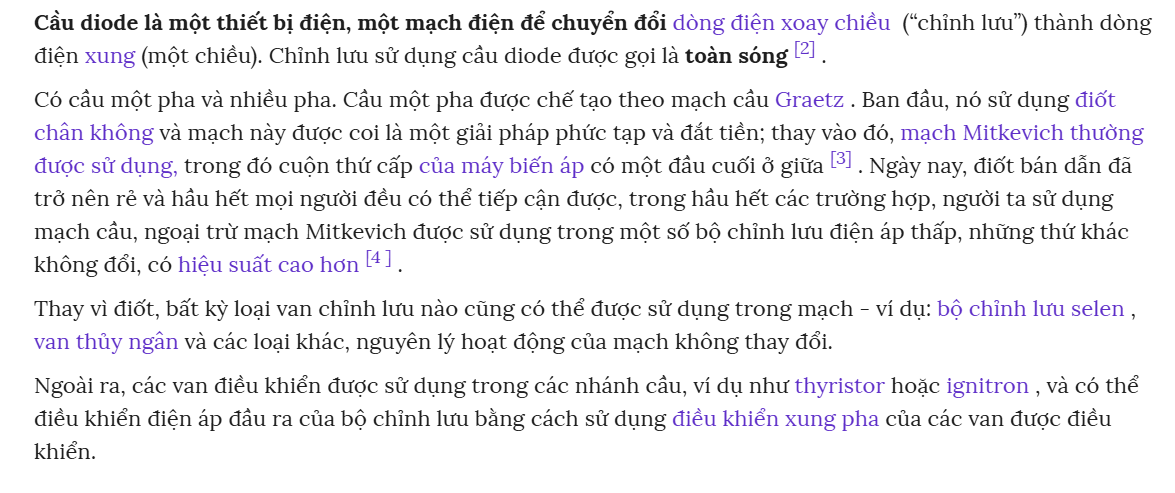 Cầu diode là một thiết bị điện, một mạch điện để chuyển đổi dòng điện xoay chiều (“chỉnh lưu”) thành dòng
điện xung (một chiều). Chỉnh lưu sử dụng cầu diode được gọi là toàn sóng [2] .
Có cầu một pha và nhiều pha. Cầu một pha được chế tạo theo mạch cầu Graetz . Ban đầu, nó sử dụng điốt
chân không và mạch này được coi là một giải pháp phức tạp và đắt tiền; thay vào đó, mạch Mitkevich thường
được sử dụng, trong đó cuộn thứ cấp của máy biến áp có một đầu cuối ở giữa [3] . Ngày nay, điốt bán dẫn đã
trở nên rẻ và hầu hết mọi người đều có thể tiếp cận được, trong hầu hết các trường hợp, người ta sử dụng
mạch cầu, ngoại trừ mạch Mitkevich được sử dụng trong một số bộ chỉnh lưu điện áp thấp, những thứ khác
không đổi, có hiệu suất cao hơn [4 ] .
Thay vì điốt, bất kỳ loại van chỉnh lưu nào cũng có thể được sử dụng trong mạch - ví dụ: bộ chỉnh lưu selen ,
van thủy ngân và các loại khác, nguyên lý hoạt động của mạch không thay đổi.
Ngoài ra, các van điều khiển được sử dụng trong các nhánh cầu, ví dụ như thyristor hoặc ignitron , và có thể
điều khiển điện áp đầu ra của bộ chỉnh lưu bằng cách sử dụng điều khiển xung pha của các van được điều
khiển.